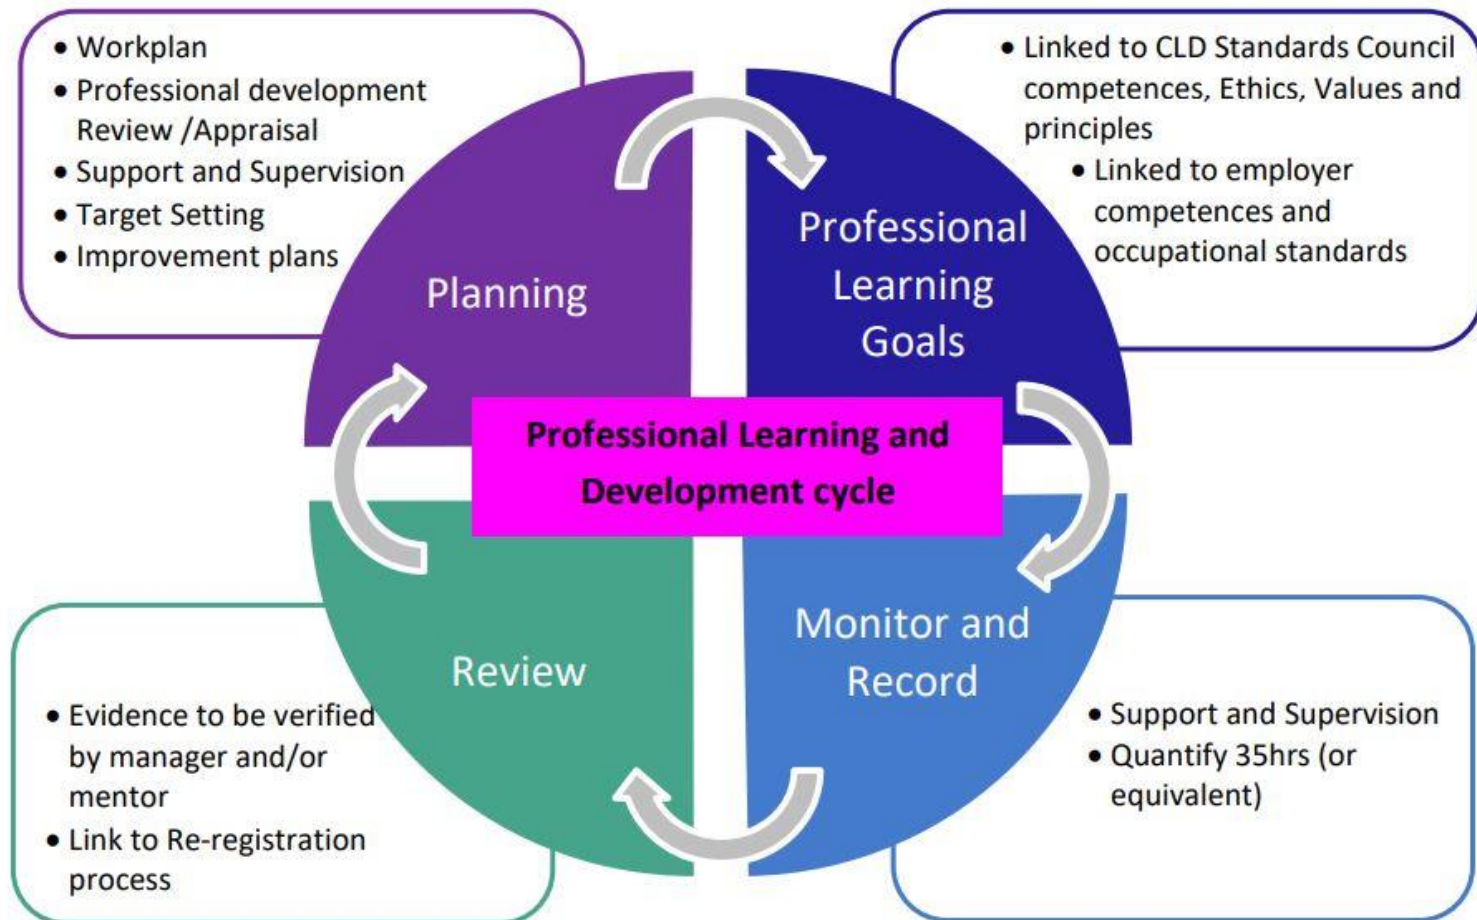 • Workplan
• Professional development
Review /Appraisal
• Support and Supervision
• Target Setting
• Improvement plans
Planning
• Linked to CLD Standards Council
competences, Ethics, Values and
principles
• Linked to employer
competences and
occupational standards
Professional
Learning
Goals
Professional Learning and
Development cycle
Review
• Evidence to be verified
by manager and/or
mentor
• Link to Re-registration
process
Monitor and
Record
• Support and Supervision
• Quantify 35hrs (or
equivalent)